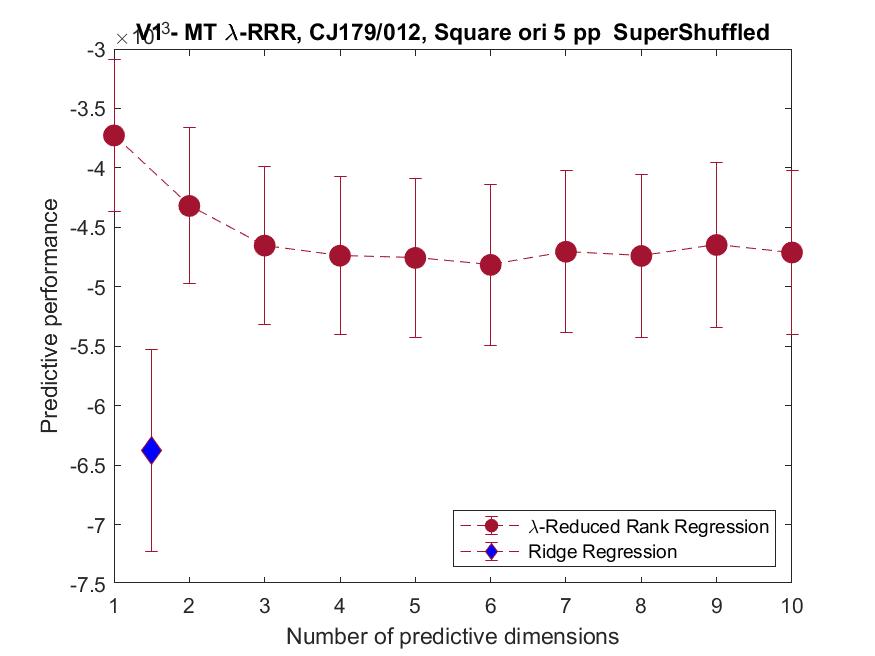 V1 - MT λ-RRR, CJ179/012, Square ori 5 pp SuperShuffled
-3
-3.5
-4
-4.5
-5
-5.5
-6
-6.5
-7
-7.5
Predictive performance
λ-Reduced Rank Regression
Ridge Regression
1 2 3 4 5 6 7 8 9 10
Number of predictive dimensions